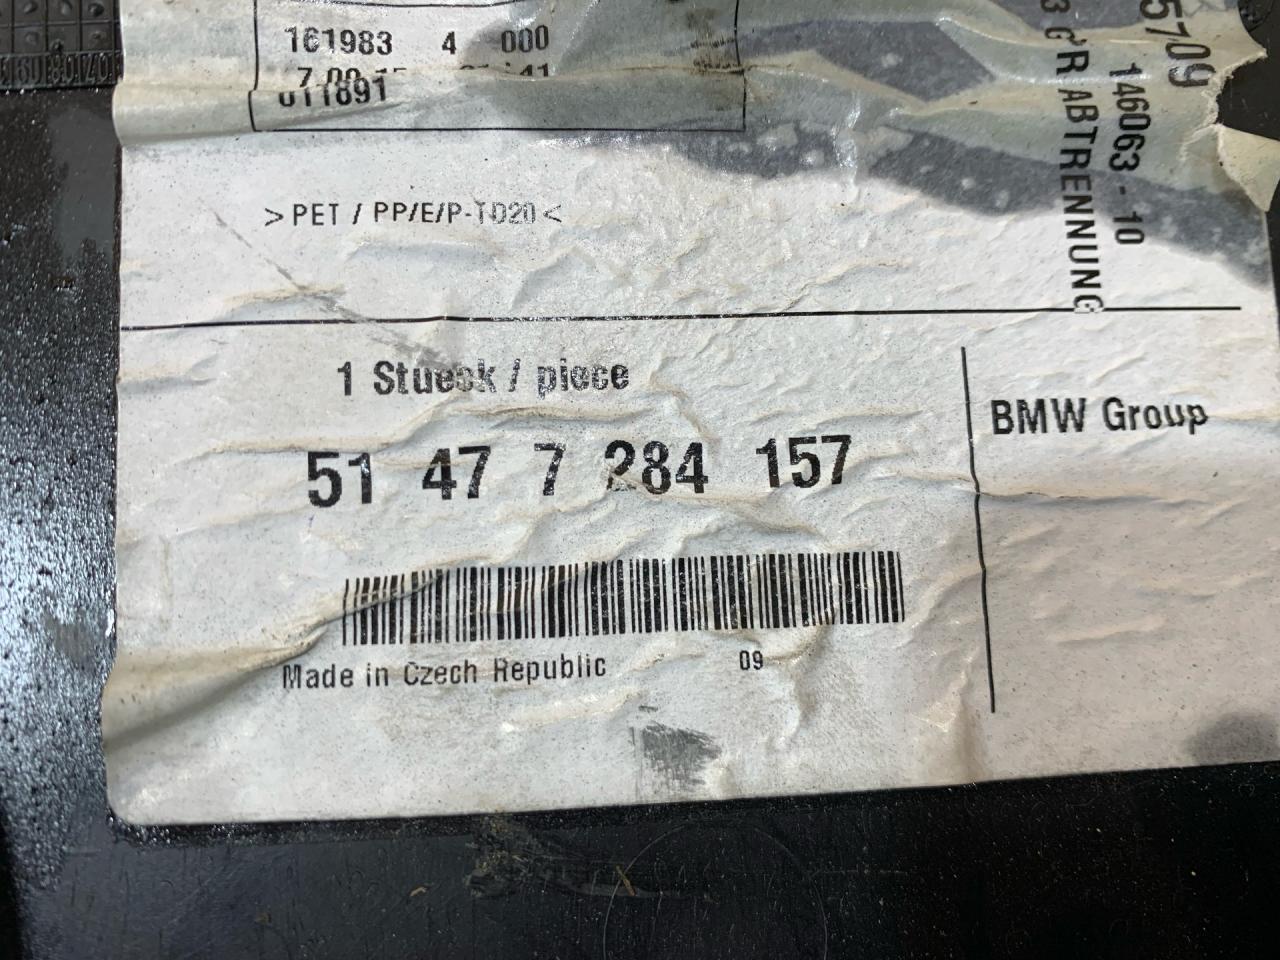 161983 4 000
011891
>PET / PP/E/P-TD20<
5709
146063-10
ABTRENNUNG
1 Stueck / piece
51 47 7 284 157
BMW Group
Made in Czech Republic 09